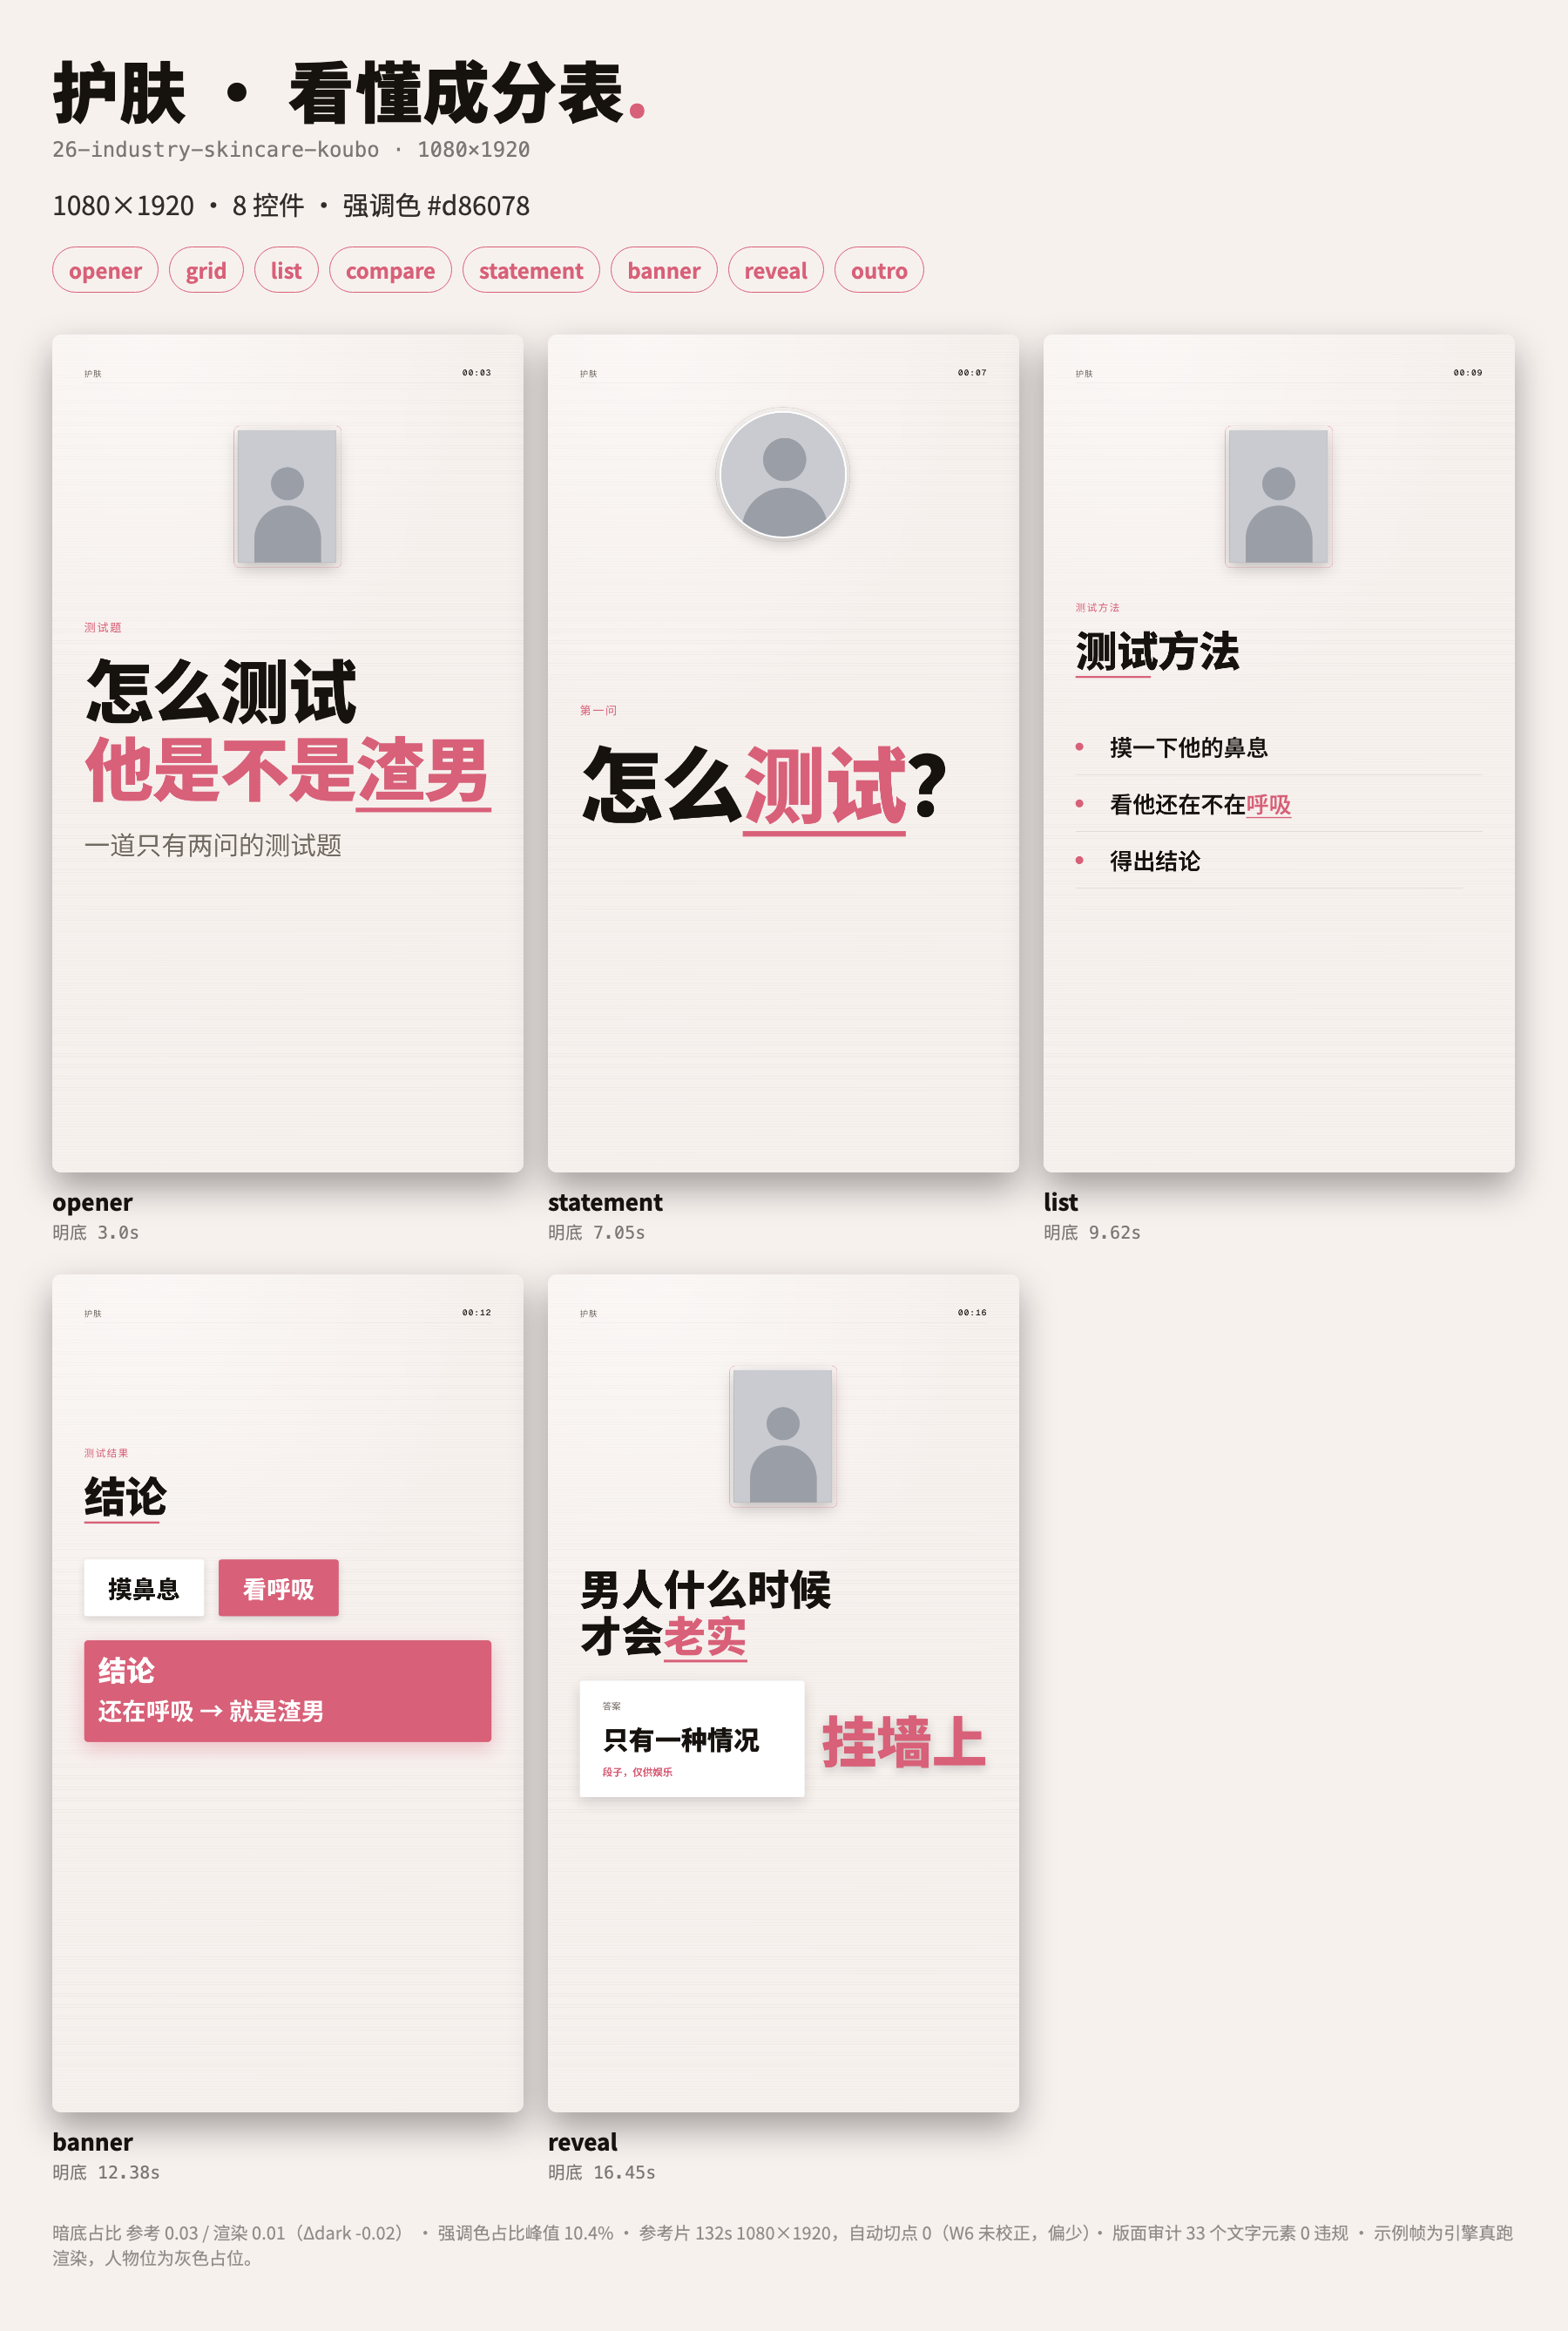 护肤 · 看懂成分表.
26-industry-skincare-koubo · 1080×1920
1080×1920 · 8 控件 · 强调色 #d86078
opener grid list compare statement banner reveal outro
护肤 00:03
测试题
怎么测试
他是不是渣男
一道只有两问的测试题
opener
明底 3.0s
护肤 00:07
第一问
怎么测试?
statement
明底 7.05s
护肤 00:09
测试方法
测试方法
摸一下他的鼻息
看他还在不在呼吸
得出结论
list
明底 9.62s
护肤 00:12
测试结果
结论
摸鼻息 看呼吸
结论
还在呼吸 → 就是渣男
banner
明底 12.38s
护肤 00:16
男人什么时候
才会老实
答案
只有一种情况
段子，仅供娱乐
挂墙上
reveal
明底 16.45s
暗底占比 参考 0.03 / 渲染 0.01（Δdark -0.02） · 强调色占比峰值 10.4% · 参考片 132s 1080×1920，自动切点 0（W6 未校正，偏少）· 版面审计 33 个文字元素 0 违规 · 示例帧为引擎真跑
渲染，人物位为灰色占位。